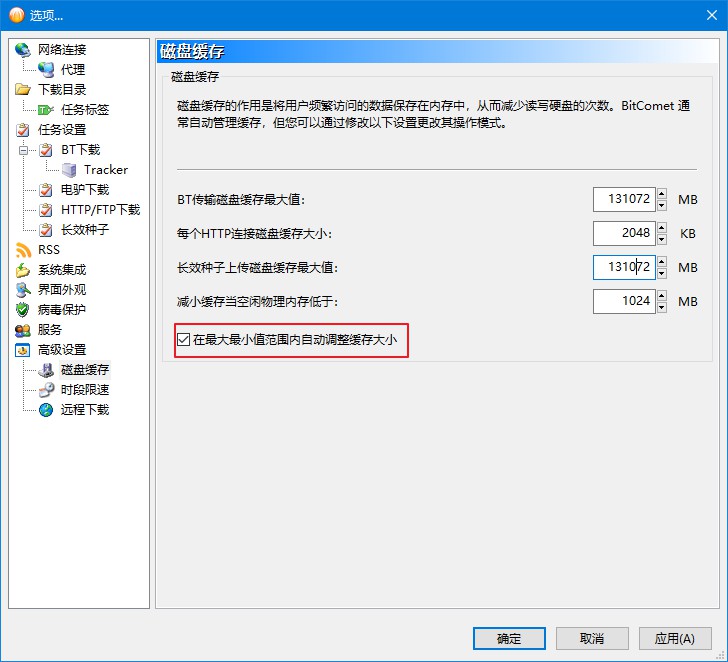 选项...
网络连接
代理
下载目录
任务标签
任务设置
BT下载
Tracker
电驴下载
HTTP/FTP下载
长效种子
RSS
系统集成
界面外观
病毒保护
服务
高级设置
磁盘缓存
时段限速
远程下载
磁盘缓存
磁盘缓存
磁盘缓存的作用是将用户频繁访问的数据保存在内存中，从而减少读写硬盘的次数。BitComet 通
常自动管理缓存，但您可以通过修改以下设置更改其操作模式。
BT传输磁盘缓存最大值: 131072 MB
每个HTTP连接磁盘缓存大小: 2048 KB
长效种子上传磁盘缓存最大值: 131072 MB
减小缓存当空闲物理内存低于: 1024 MB
在最大最小值范围内自动调整缓存大小
确定 取消 应用(A)